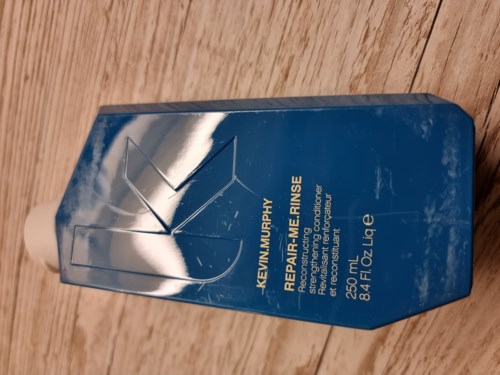 KEVIN.MURPHY
REPAIR-ME.RINSE
Reconstructing
strengthening conditioner
Revitalisant renforçateur
et reconstituant
250 mL
8.4 Fl.Oz Liq ℮